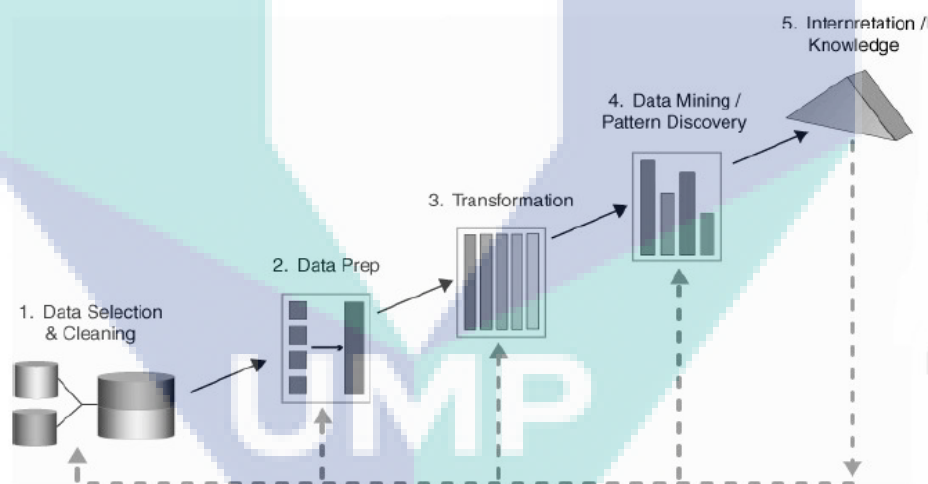 5. Interpretation /
Knowledge
4. Data Mining /
Pattern Discovery
3. Transformation
2. Data Prep
1. Data Selection
& Cleaning
UMP